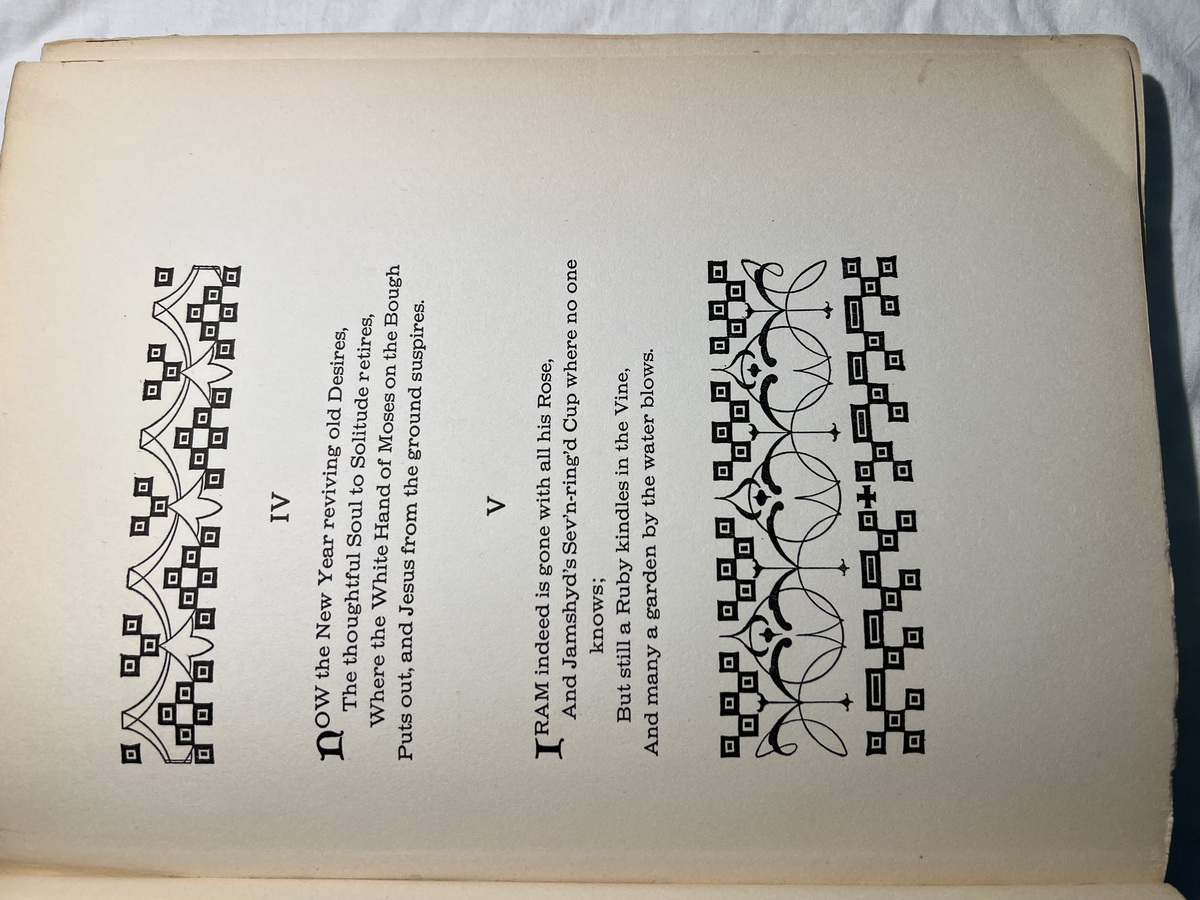 IV
NOW the New Year reviving old Desires,
The thoughtful Soul to Solitude retires,
Where the White Hand of Moses on the Bough
Puts out, and Jesus from the ground suspires.
V
IRAM indeed is gone with all his Rose,
And Jamshyd's Sev'n-ring'd Cup where no one
knows;
But still a Ruby kindles in the Vine,
And many a garden by the water blows.